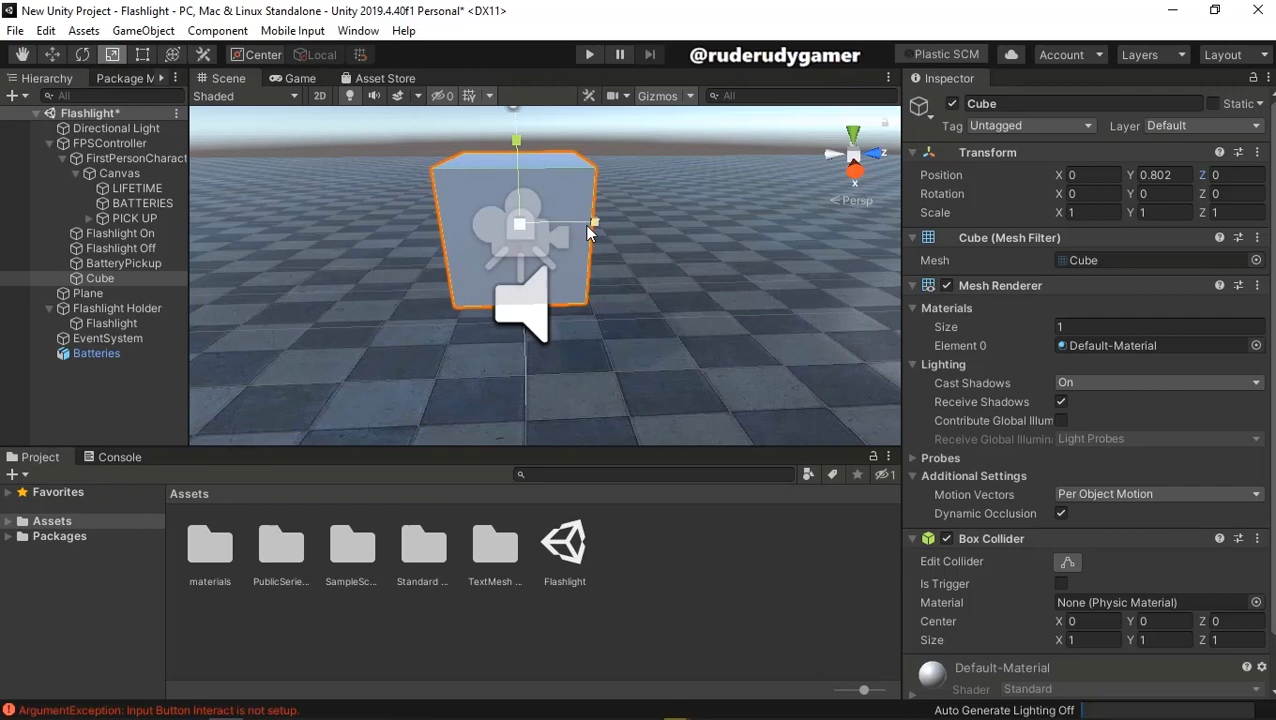 New Unity Project - Flashlight - PC, Mac & Linux Standalone - Unity 2019.4.40f1 Personal* <DX11>
File Edit Assets GameObject Component Mobile Input Window Help
Center Local @ruderudygamer Plastic SCM Account Layers Layout
Hierarchy Package M Scene Game Asset Store Inspector
All Shaded 2D 0 Gizmos All
Cube Static
Tag Untagged Layer Default
Flashlight*
Directional Light
FPSController
FirstPersonCharact
Canvas
LIFETIME
BATTERIES
PICK UP
Flashlight On
Flashlight Off
BatteryPickup
Cube
Plane
Flashlight Holder
Flashlight
EventSystem
Batteries
x z
Persp
Transform
Position X 0 Y 0.802 Z 0
Rotation X 0 Y 0 Z 0
Scale X 1 Y 1 Z 1
Cube (Mesh Filter)
Mesh Cube
Mesh Renderer
Materials
Size 1
Element 0 Default-Material
Lighting
Cast Shadows On
Receive Shadows
Contribute Global Illum
Receive Global Illumina Light Probes
Probes
Additional Settings
Motion Vectors Per Object Motion
Dynamic Occlusion
Box Collider
Edit Collider
Is Trigger
Material None (Physic Material)
Center X 0 Y 0 Z 0
Size X 1 Y 1 Z 1
Default-Material
Shader Standard
Auto Generate Lighting Off
Project Console
1
Favorites
Assets
Packages
Assets
materials PublicSerie... SampleSc... Standard ... TextMesh ... Flashlight
ArgumentException: Input Button Interact is not setup.